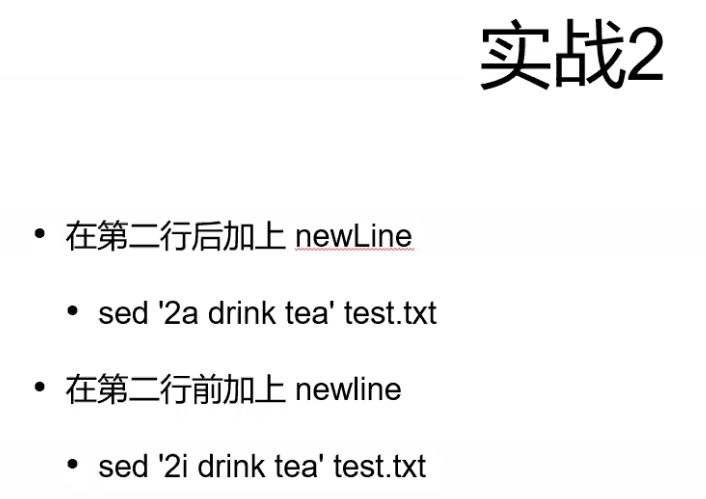 实战2
• 在第二行后加上 newLine
• sed '2a drink tea' test.txt
• 在第二行前加上 newline
• sed '2i drink tea' test.txt